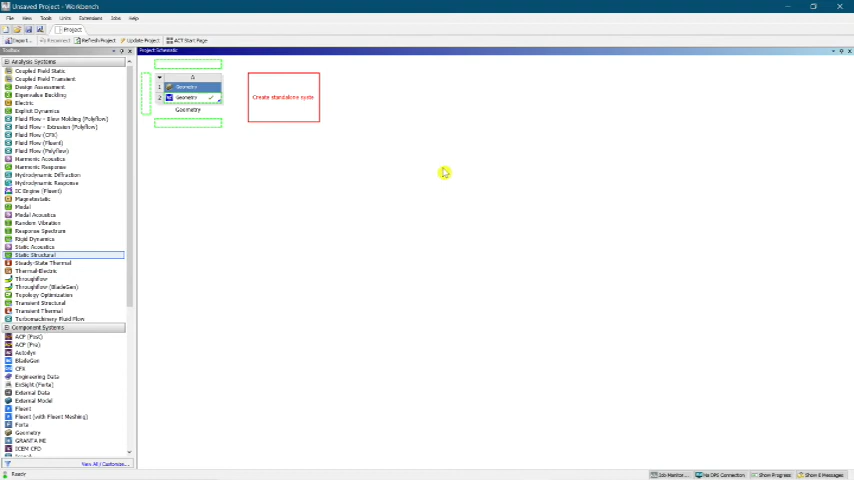 Unsaved Project - Workbench
File View Tools Units Extensions Jobs Help
Project
Import... Reconnect Refresh Project Update Project ACT Start Page
Toolbox
Project Schematic
Analysis Systems
Coupled Field Static
Coupled Field Transient
Design Assessment
Eigenvalue Buckling
Electric
Explicit Dynamics
Fluid Flow - Blow Molding (Polyflow)
Fluid Flow - Extrusion (Polyflow)
Fluid Flow (CFX)
Fluid Flow (Fluent)
Fluid Flow (Polyflow)
Harmonic Acoustics
Harmonic Response
Hydrodynamic Diffraction
Hydrodynamic Response
IC Engine (Fluent)
Magnetostatic
Modal
Modal Acoustics
Random Vibration
Response Spectrum
Rigid Dynamics
Static Acoustics
Static Structural
Steady-State Thermal
Thermal-Electric
Throughflow
Throughflow (BladeGen)
Topology Optimization
Transient Structural
Transient Thermal
Turbomachinery Fluid Flow
Component Systems
ACP (Post)
ACP (Pre)
Autodyn
BladeGen
CFX
Engineering Data
EnSight (Forte)
External Data
External Model
Fluent
Fluent (with Fluent Meshing)
Forte
Geometry
GRANTA MI
ICEM CFD
View All / Customize...
A
1 Geometry
2 Geometry
Geometry
Create standalone syste
Ready
Job Monitor... No DPS Connection Show Progress Show 8 Messages